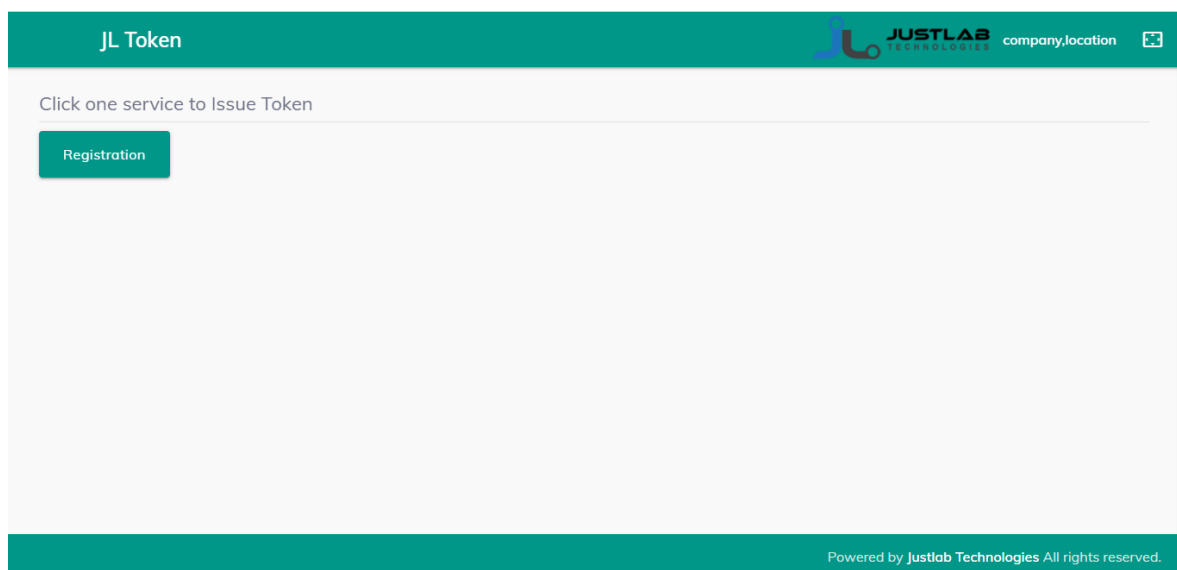 JL Token
JUSTLAB
TECHNOLOGIES
company,location
Click one service to Issue Token
Registration
Powered by Justlab Technologies All rights reserved.